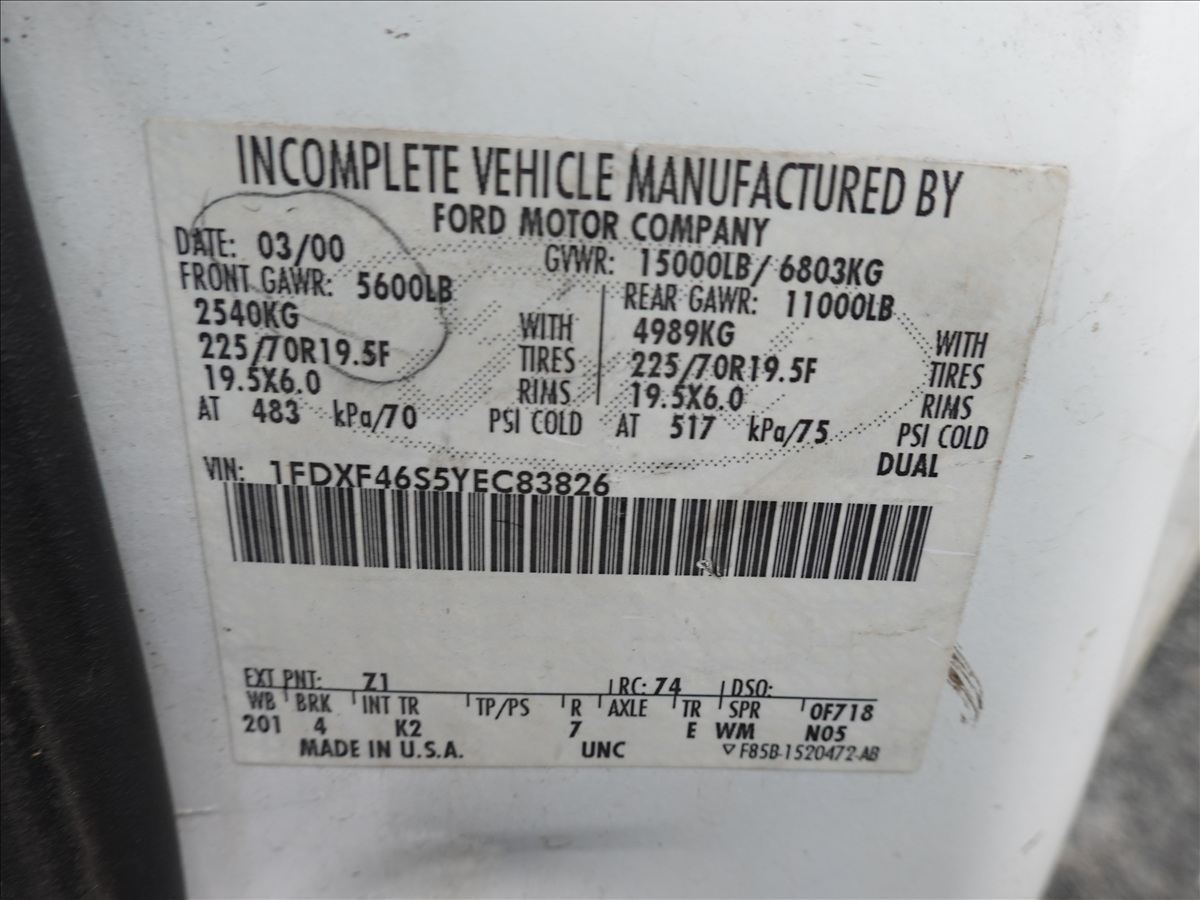 INCOMPLETE VEHICLE MANUFACTURED BY
FORD MOTOR COMPANY
DATE: 03/00 GVWR: 15000LB/ 6803KG
FRONT GAWR: 5600LB REAR GAWR: 11000LB
2540KG WITH 4989KG WITH
225/70R19.5F TIRES 225/70R19.5F TIRES
19.5X6.0 RIMS 19.5X6.0 RIMS
AT 483 kPa/70 PSI COLD AT 517 kPa/75 PSI COLD
DUAL
VIN: 1FDXF46S5YEC83826
EXT PNT: Z1 RC: 74 DSO:
WB BRK INT TR TP/PS R AXLE TR SPR 0F718
201 4 K2 7 E WM N05
MADE IN U.S.A. UNC F85B-1520472-AB